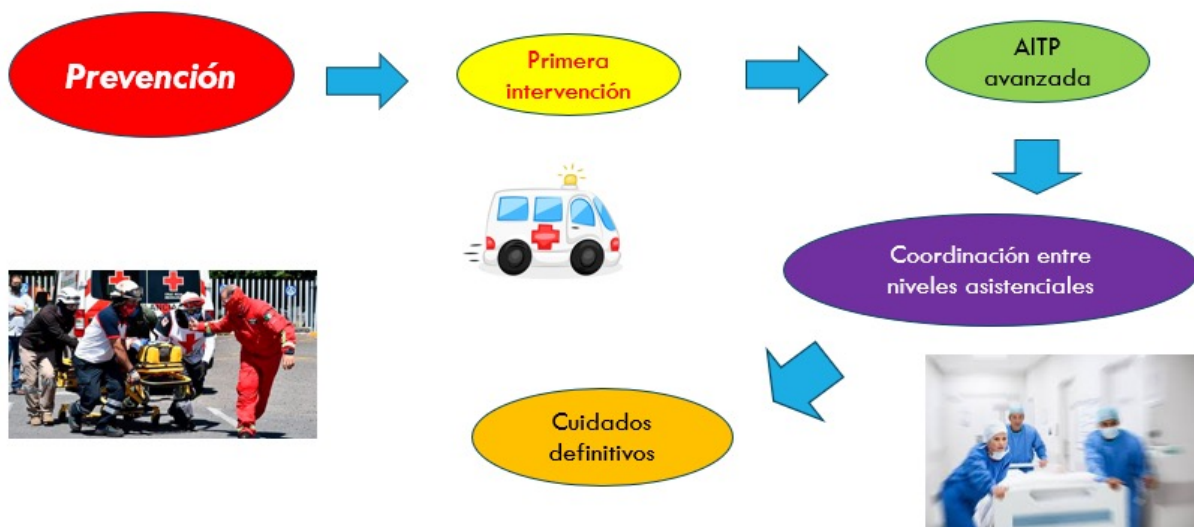 Prevención
Primera
intervención
AITP
avanzada
Coordinación entre
niveles asistenciales
Cuidados
definitivos